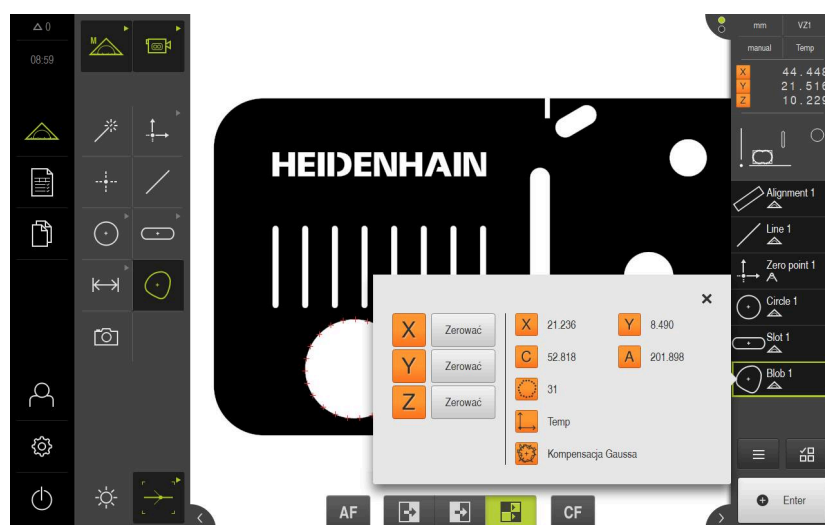 0
08:59
M
HEIDENHAIN
mm VZ1
manual Temp
X 44.448
Y 21.516
Z 10.229
Alignment 1
Line 1
Zero point 1
Circle 1
Slot 1
Blob 1
X Zerować X 21.236 Y 8.490
Y Zerować C 52.818 A 201.898
Z Zerować 31
Temp
Kompensacja Gaussa
AF CF
Enter